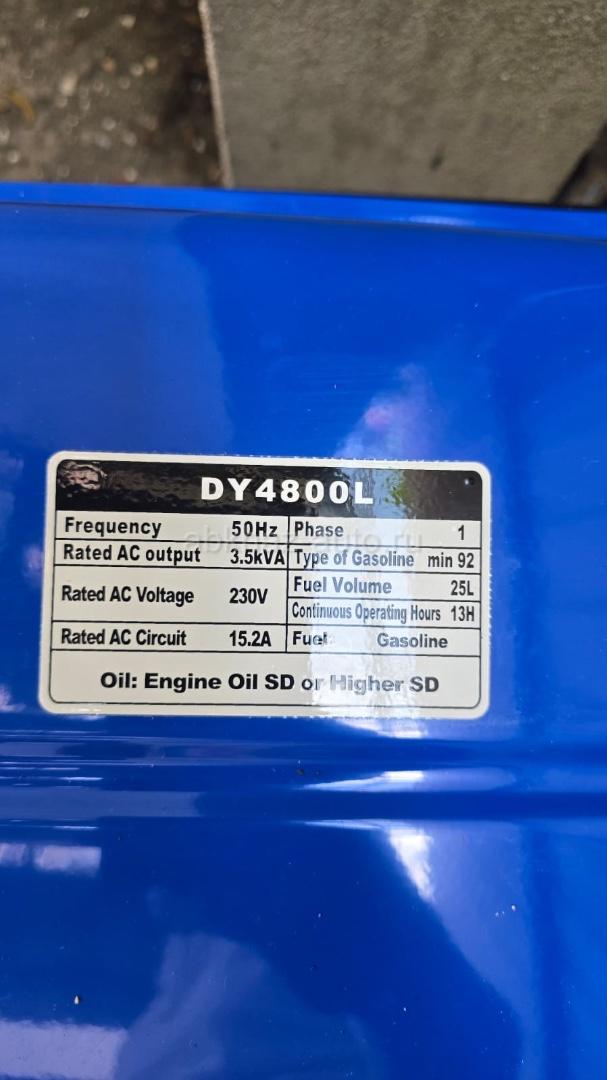 DY4800L
Frequency 50Hz Phase 1
Rated AC output 3.5kVA Type of Gasoline min 92
Rated AC Voltage 230V Fuel Volume 25L
Continuous Operating Hours 13H
Rated AC Circuit 15.2A Fuel: Gasoline
Oil: Engine Oil SD or Higher SD